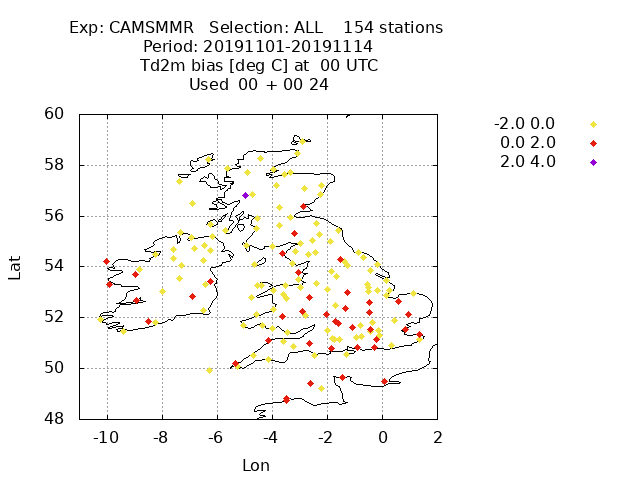 Exp: CAMSMMR Selection: ALL 154 stations
Period: 20191101-20191114
Td2m bias [deg C] at 00 UTC
Used 00 + 00 24
-2.0 0.0
0.0 2.0
2.0 4.0
60
58
56
54
52
50
48
Lat
-10 -8 -6 -4 -2 0 2
Lon